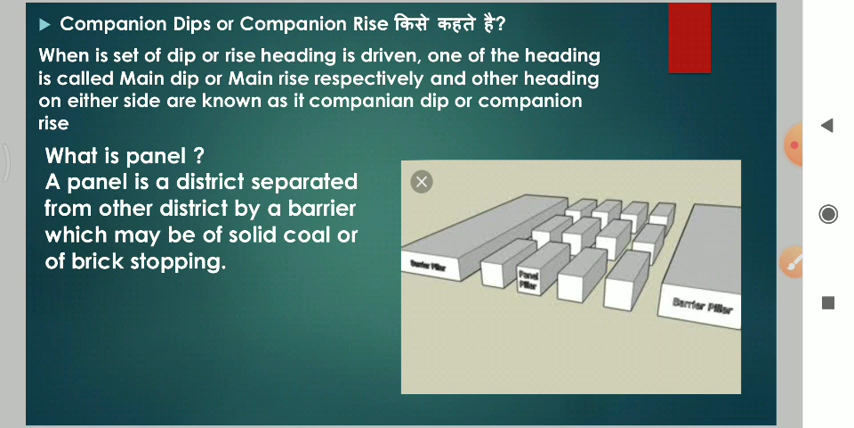 Companion Dips or Companion Rise किसे कहते है?
When is set of dip or rise heading is driven, one of the heading
is called Main dip or Main rise respectively and other heading
on either side are known as it companian dip or companion
rise
What is panel ?
A panel is a district separated
from other district by a barrier
which may be of solid coal or
of brick stopping.
Barrier Pillar
Panel
Pillar
Barrier Pillar